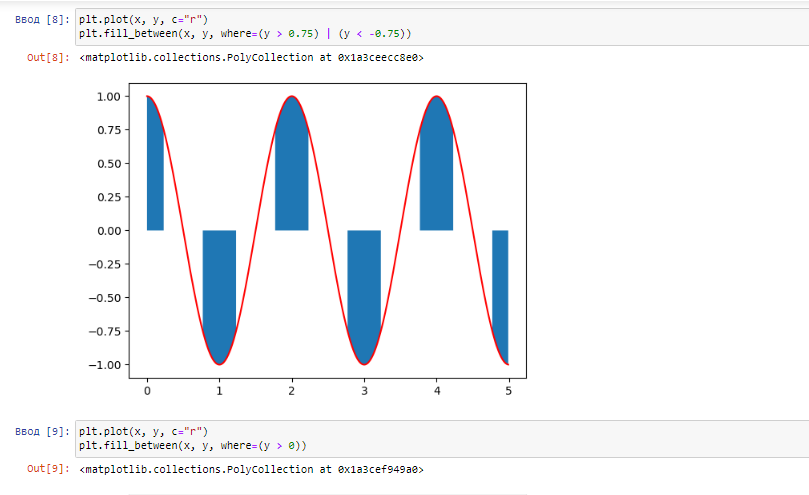 Ввод [8]: plt.plot(x, y, c="r")
plt.fill_between(x, y, where=(y > 0.75) | (y < -0.75))
Out[8]: <matplotlib.collections.PolyCollection at 0x1a3ceecc8e0>
1.00
0.75
0.50
0.25
0.00
−0.25
−0.50
−0.75
−1.00
0 1 2 3 4 5
Ввод [9]: plt.plot(x, y, c="r")
plt.fill_between(x, y, where=(y > 0))
Out[9]: <matplotlib.collections.PolyCollection at 0x1a3cef949a0>